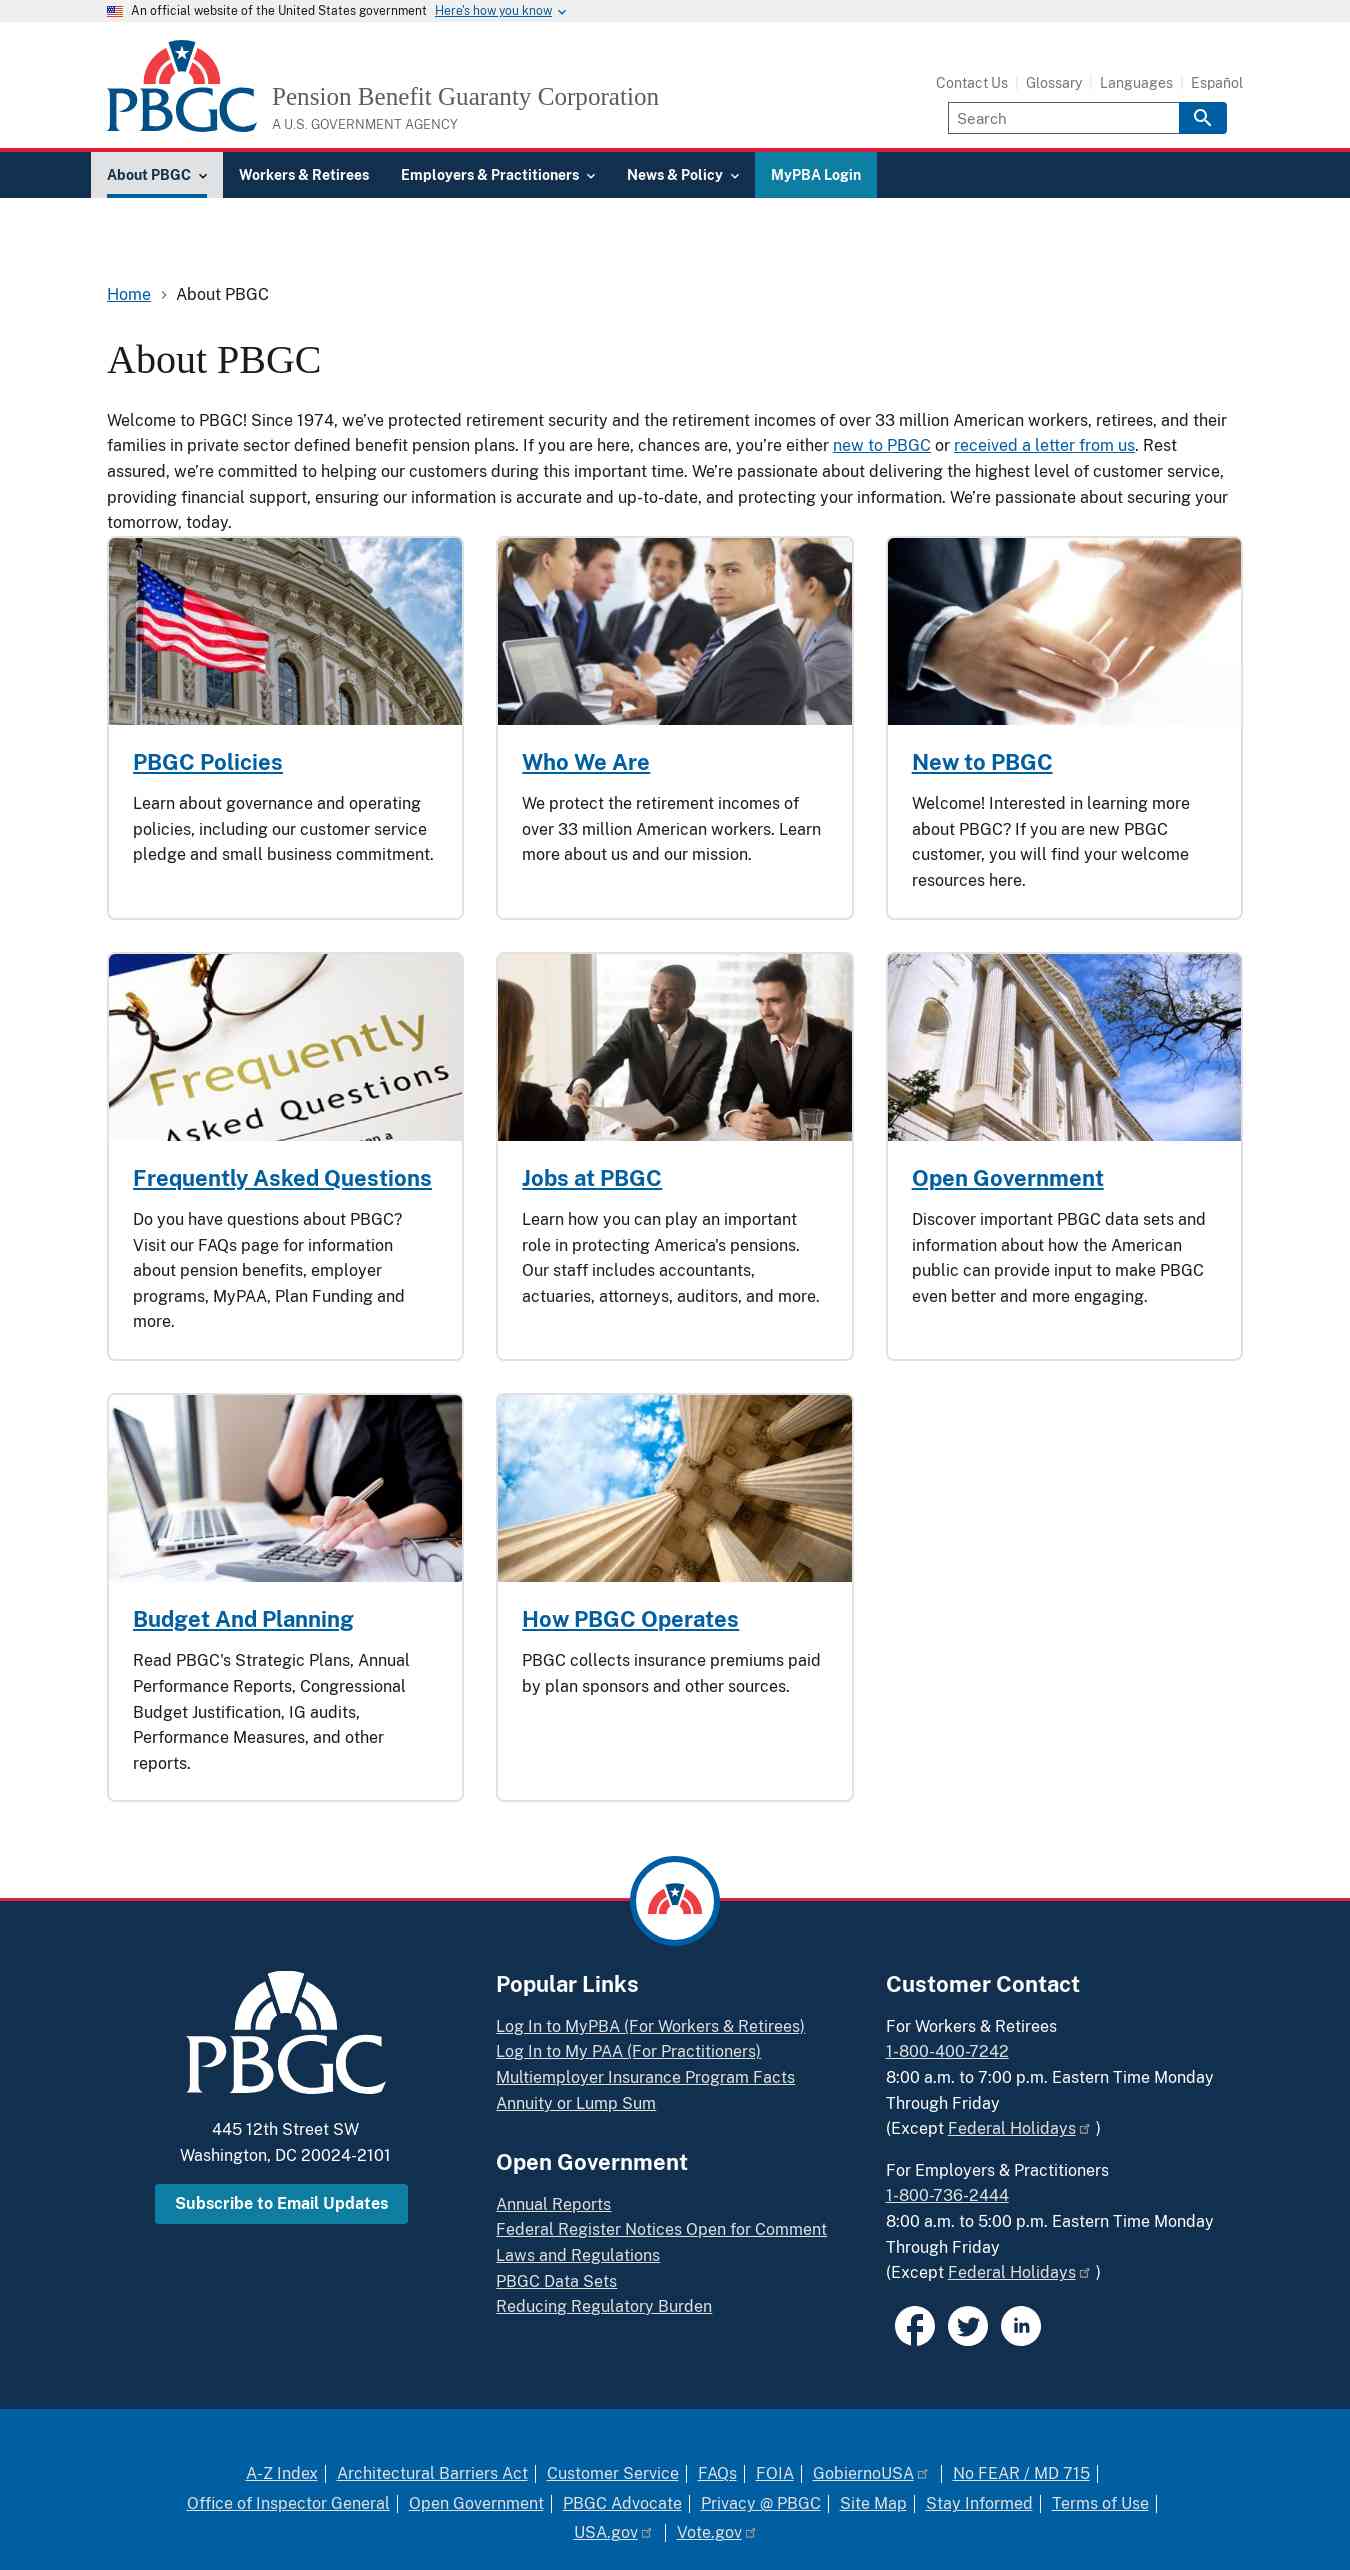 An official website of the United States government Here's how you know
PBGC
Pension Benefit Guaranty Corporation
A U.S. GOVERNMENT AGENCY
Contact Us
Glossary
Languages
Español
Search
About PBGC
Workers & Retirees
Employers & Practitioners
News & Policy
MyPBA Login
Home
About PBGC
About PBGC
Welcome to PBGC! Since 1974, we’ve protected retirement security and the retirement incomes of over 33 million American workers, retirees, and their
families in private sector defined benefit pension plans. If you are here, chances are, you’re either new to PBGC or received a letter from us. Rest
assured, we’re committed to helping our customers during this important time. We’re passionate about delivering the highest level of customer service,
providing financial support, ensuring our information is accurate and up-to-date, and protecting your information. We’re passionate about securing your
tomorrow, today.
PBGC Policies
Learn about governance and operating
policies, including our customer service
pledge and small business commitment.
Who We Are
We protect the retirement incomes of
over 33 million American workers. Learn
more about us and our mission.
New to PBGC
Welcome! Interested in learning more
about PBGC? If you are new PBGC
customer, you will find your welcome
resources here.
Frequently
Asked Questions
Frequently Asked Questions
Do you have questions about PBGC?
Visit our FAQs page for information
about pension benefits, employer
programs, MyPAA, Plan Funding and
more.
Jobs at PBGC
Learn how you can play an important
role in protecting America's pensions.
Our staff includes accountants,
actuaries, attorneys, auditors, and more.
Open Government
Discover important PBGC data sets and
information about how the American
public can provide input to make PBGC
even better and more engaging.
Budget And Planning
Read PBGC's Strategic Plans, Annual
Performance Reports, Congressional
Budget Justification, IG audits,
Performance Measures, and other
reports.
How PBGC Operates
PBGC collects insurance premiums paid
by plan sponsors and other sources.
PBGC
445 12th Street SW
Washington, DC 20024-2101
Subscribe to Email Updates
Popular Links
Log In to MyPBA (For Workers & Retirees)
Log In to My PAA (For Practitioners)
Multiemployer Insurance Program Facts
Annuity or Lump Sum
Open Government
Annual Reports
Federal Register Notices Open for Comment
Laws and Regulations
PBGC Data Sets
Reducing Regulatory Burden
Customer Contact
For Workers & Retirees
1-800-400-7242
8:00 a.m. to 7:00 p.m. Eastern Time Monday
Through Friday
(Except Federal Holidays )
For Employers & Practitioners
1-800-736-2444
8:00 a.m. to 5:00 p.m. Eastern Time Monday
Through Friday
(Except Federal Holidays )
in
A-Z Index | Architectural Barriers Act | Customer Service | FAQs | FOIA | GobiernoUSA | No FEAR / MD 715 |
Office of Inspector General | Open Government | PBGC Advocate | Privacy @ PBGC | Site Map | Stay Informed | Terms of Use |
USA.gov | Vote.gov